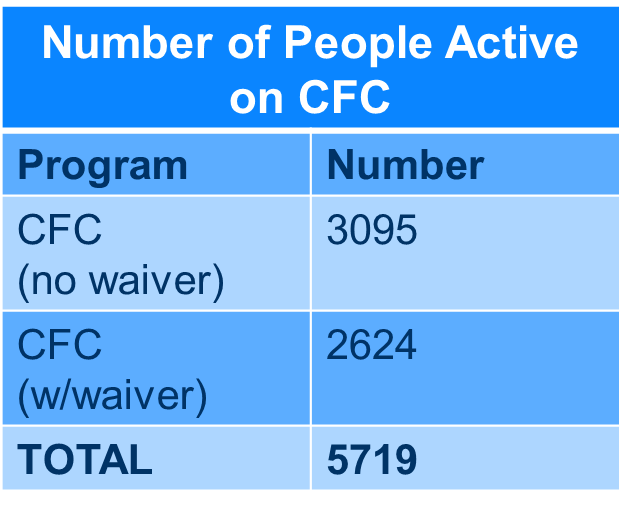 Number of People Active
on CFC
Program Number
CFC 3095
(no waiver)
CFC 2624
(w/waiver)
TOTAL 5719